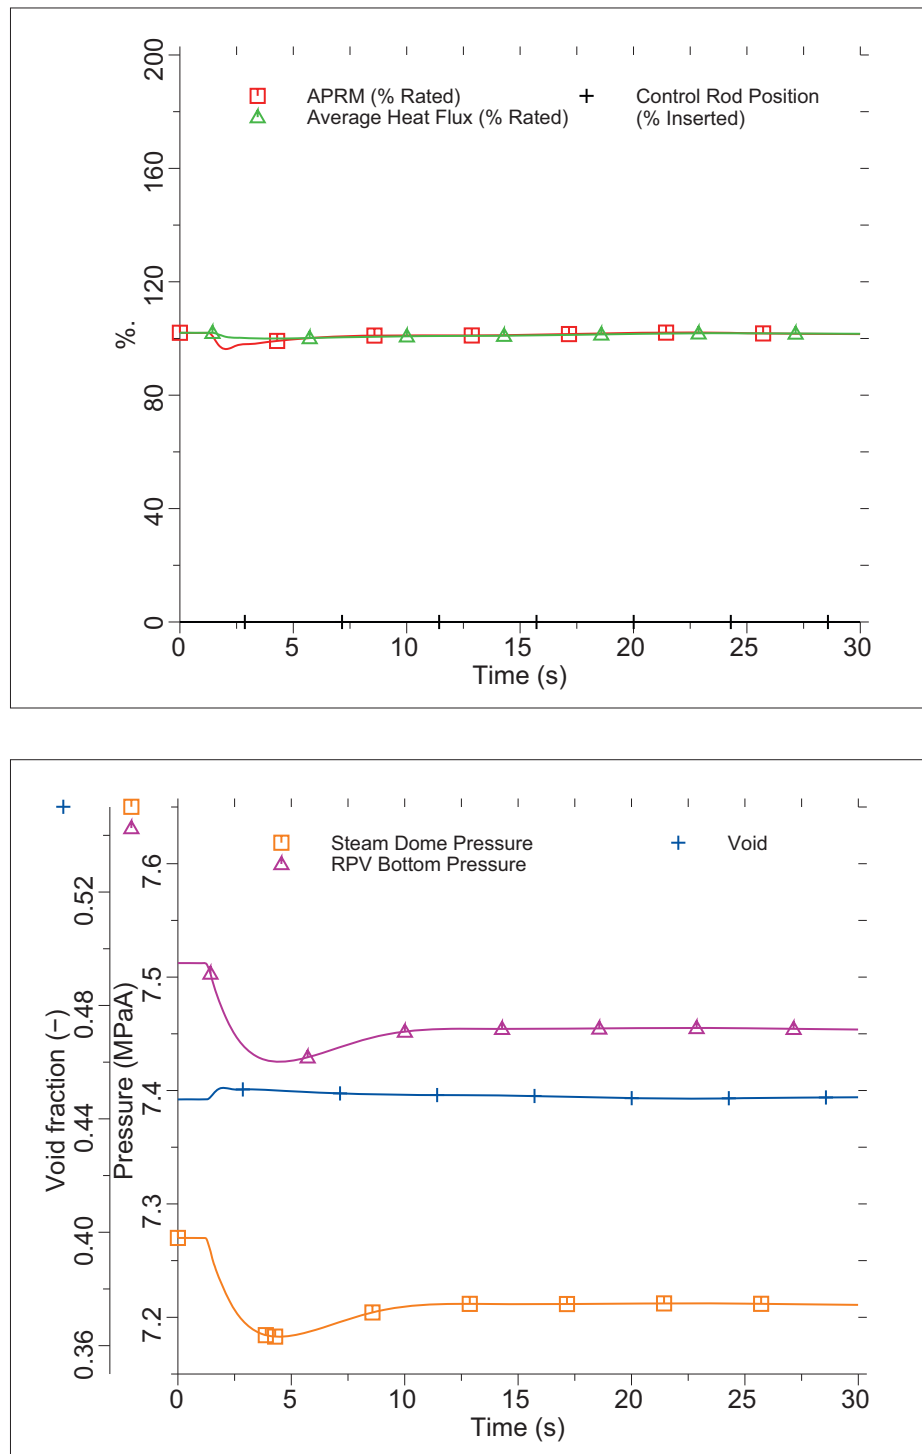 200
160
120
80
40
0
%.
APRM (% Rated)
Average Heat Flux (% Rated)
Control Rod Position
(% Inserted)
0 5 10 15 20 25 30
Time (s)
Void fraction (−)
0.52
0.48
0.44
0.40
0.36
Pressure (MPaA)
7.6
7.5
7.4
7.3
7.2
Steam Dome Pressure
RPV Bottom Pressure
Void
0 5 10 15 20 25 30
Time (s)